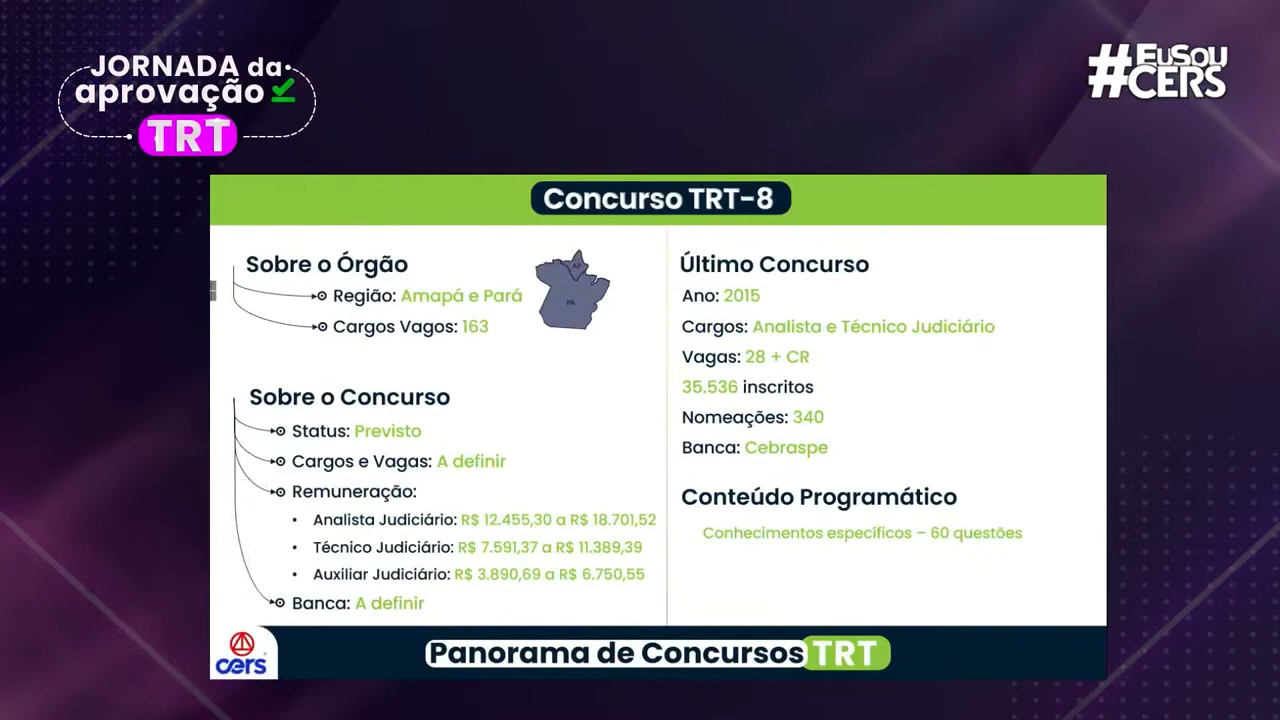 JORNADA da
aprovação
TRT
#EuSou
CERS
Concurso TRT-8
Sobre o Órgão
Região: Amapá e Pará
Cargos Vagos: 163
AP
PA
Sobre o Concurso
Status: Previsto
Cargos e Vagas: A definir
Remuneração:
• Analista Judiciário: R$ 12.455,30 a R$ 18.701,52
• Técnico Judiciário: R$ 7.591,37 a R$ 11.389,39
• Auxiliar Judiciário: R$ 3.890,69 a R$ 6.750,55
Banca: A definir
Último Concurso
Ano: 2015
Cargos: Analista e Técnico Judiciário
Vagas: 28 + CR
35.536 inscritos
Nomeações: 340
Banca: Cebraspe
Conteúdo Programático
Conhecimentos específicos – 60 questões
cers
Panorama de Concursos TRT